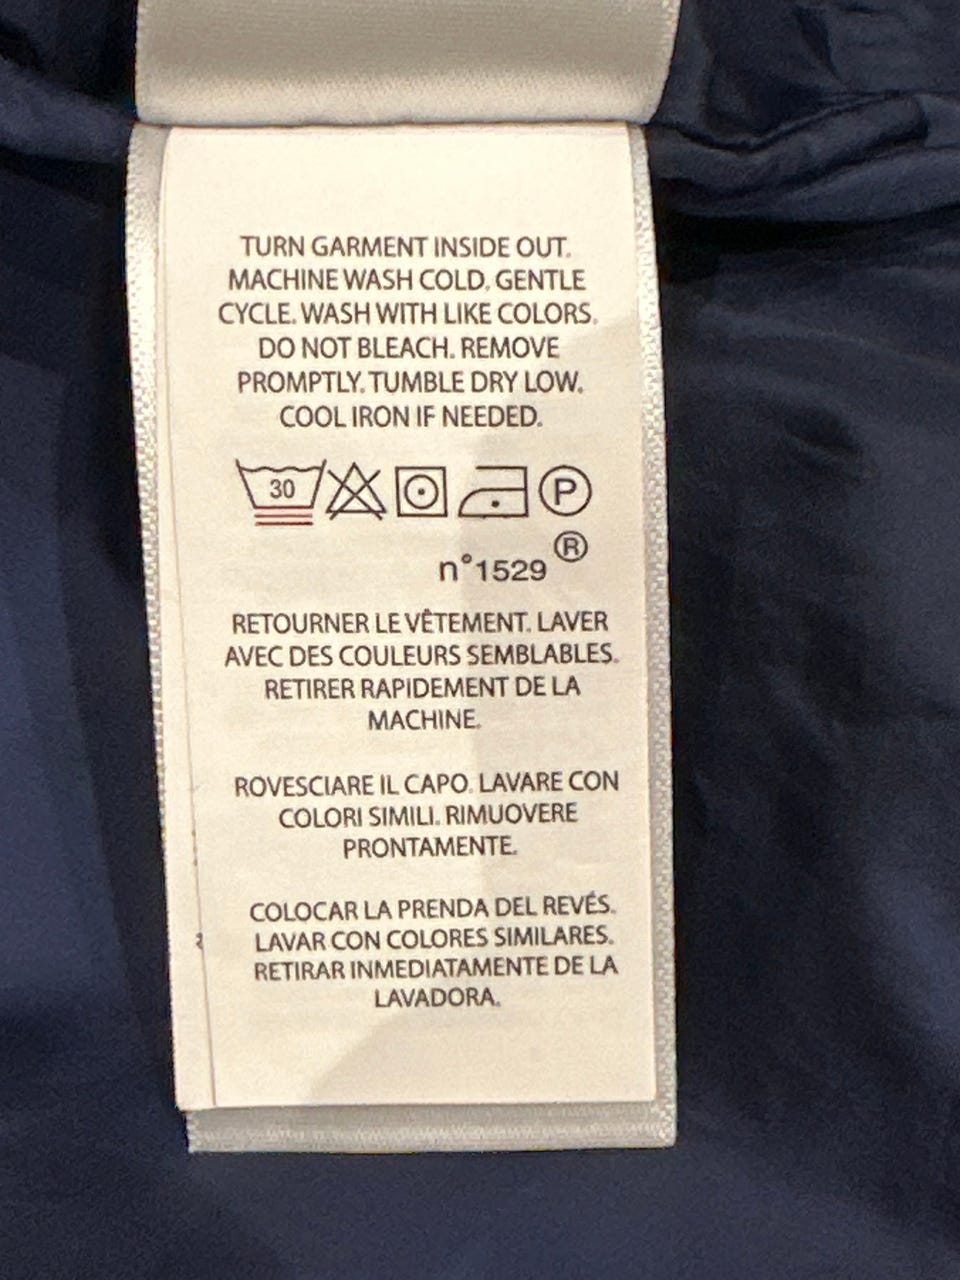 TURN GARMENT INSIDE OUT.
MACHINE WASH COLD. GENTLE
CYCLE. WASH WITH LIKE COLORS.
DO NOT BLEACH. REMOVE
PROMPTLY. TUMBLE DRY LOW.
COOL IRON IF NEEDED.
30 P
®
n°1529
RETOURNER LE VÊTEMENT. LAVER
AVEC DES COULEURS SEMBLABLES.
RETIRER RAPIDEMENT DE LA
MACHINE.
ROVESCIARE IL CAPO. LAVARE CON
COLORI SIMILI. RIMUOVERE
PRONTAMENTE.
COLOCAR LA PRENDA DEL REVÉS.
LAVAR CON COLORES SIMILARES.
RETIRAR INMEDIATAMENTE DE LA
LAVADORA.